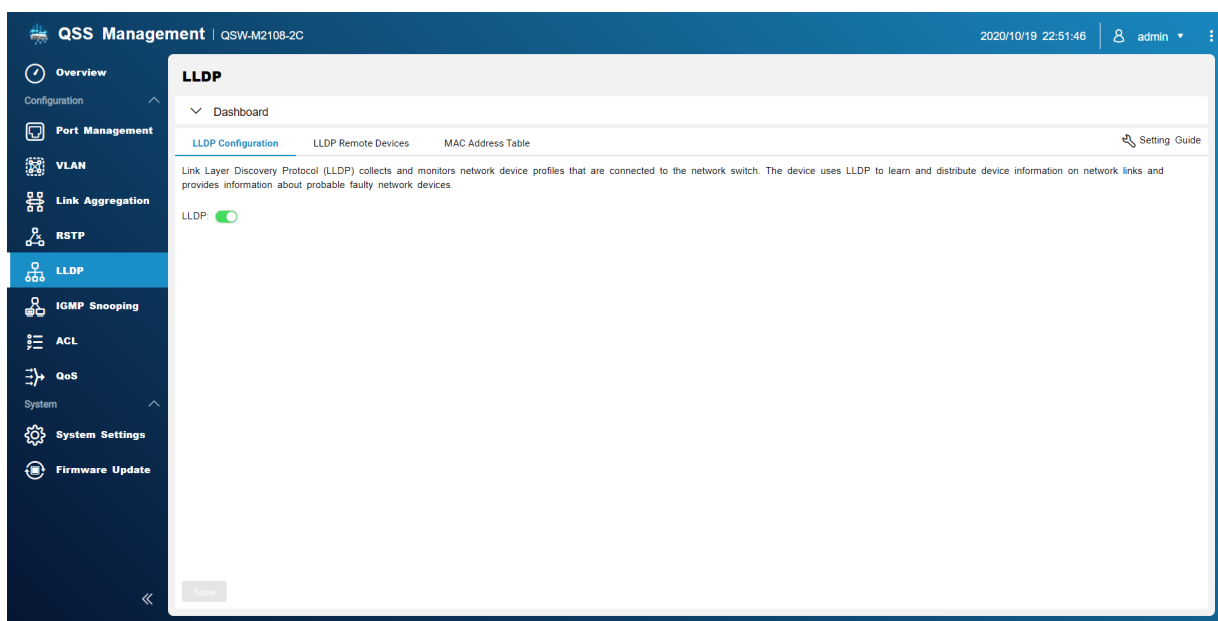 QSS Management | QSW-M2108-2C
2020/10/19 22:51:46
admin
Overview
Configuration
Port Management
VLAN
Link Aggregation
RSTP
LLDP
IGMP Snooping
ACL
QoS
System
System Settings
Firmware Update
LLDP
Dashboard
LLDP Configuration
LLDP Remote Devices
MAC Address Table
Setting Guide
Link Layer Discovery Protocol (LLDP) collects and monitors network device profiles that are connected to the network switch. The device uses LLDP to learn and distribute device information on network links and
provides information about probable faulty network devices.
LLDP:
Save